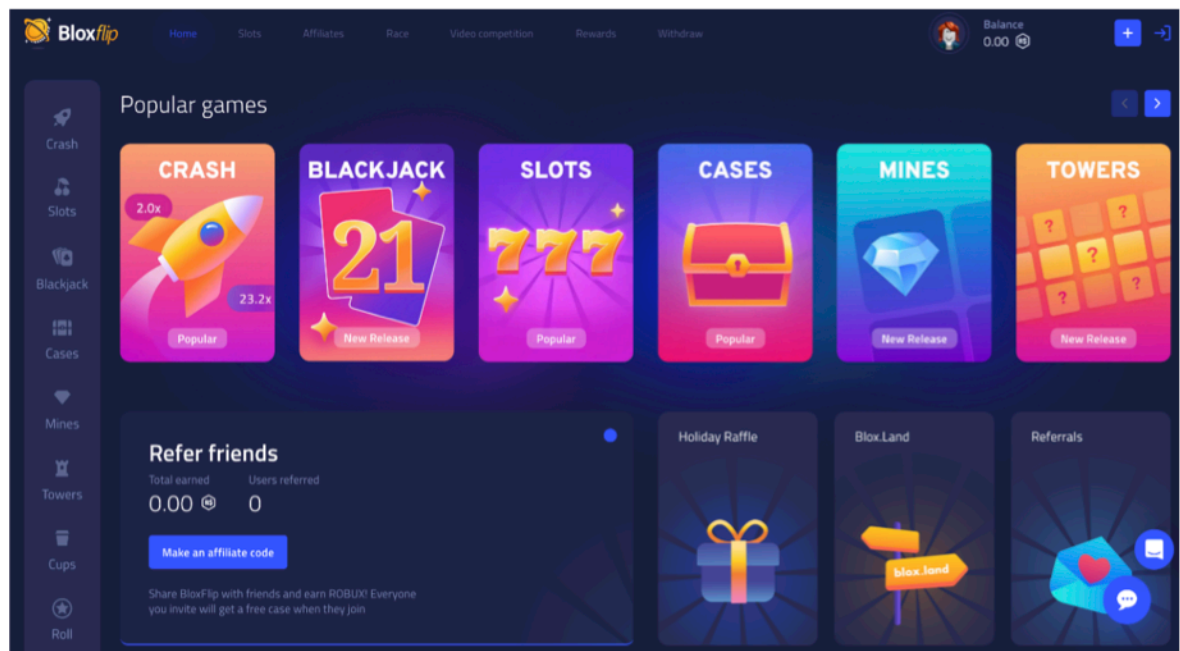 Bloxflip
Home Slots Affiliates Race Video competition Rewards Withdraw
Balance
0.00 R$
+
Popular games
Crash
Slots
Blackjack
Cases
Mines
Towers
Cups
Roll
CRASH
2.0x
23.2x
Popular
BLACKJACK
21
New Release
SLOTS
777
Popular
CASES
Popular
MINES
New Release
TOWERS
? ? ? ? ?
New Release
Refer friends
Total earned Users referred
0.00 R$ 0
Make an affiliate code
Share BloxFlip with friends and earn ROBUX! Everyone
you invite will get a free case when they join
Holiday Raffle
Blox.Land
blox.land
Referrals